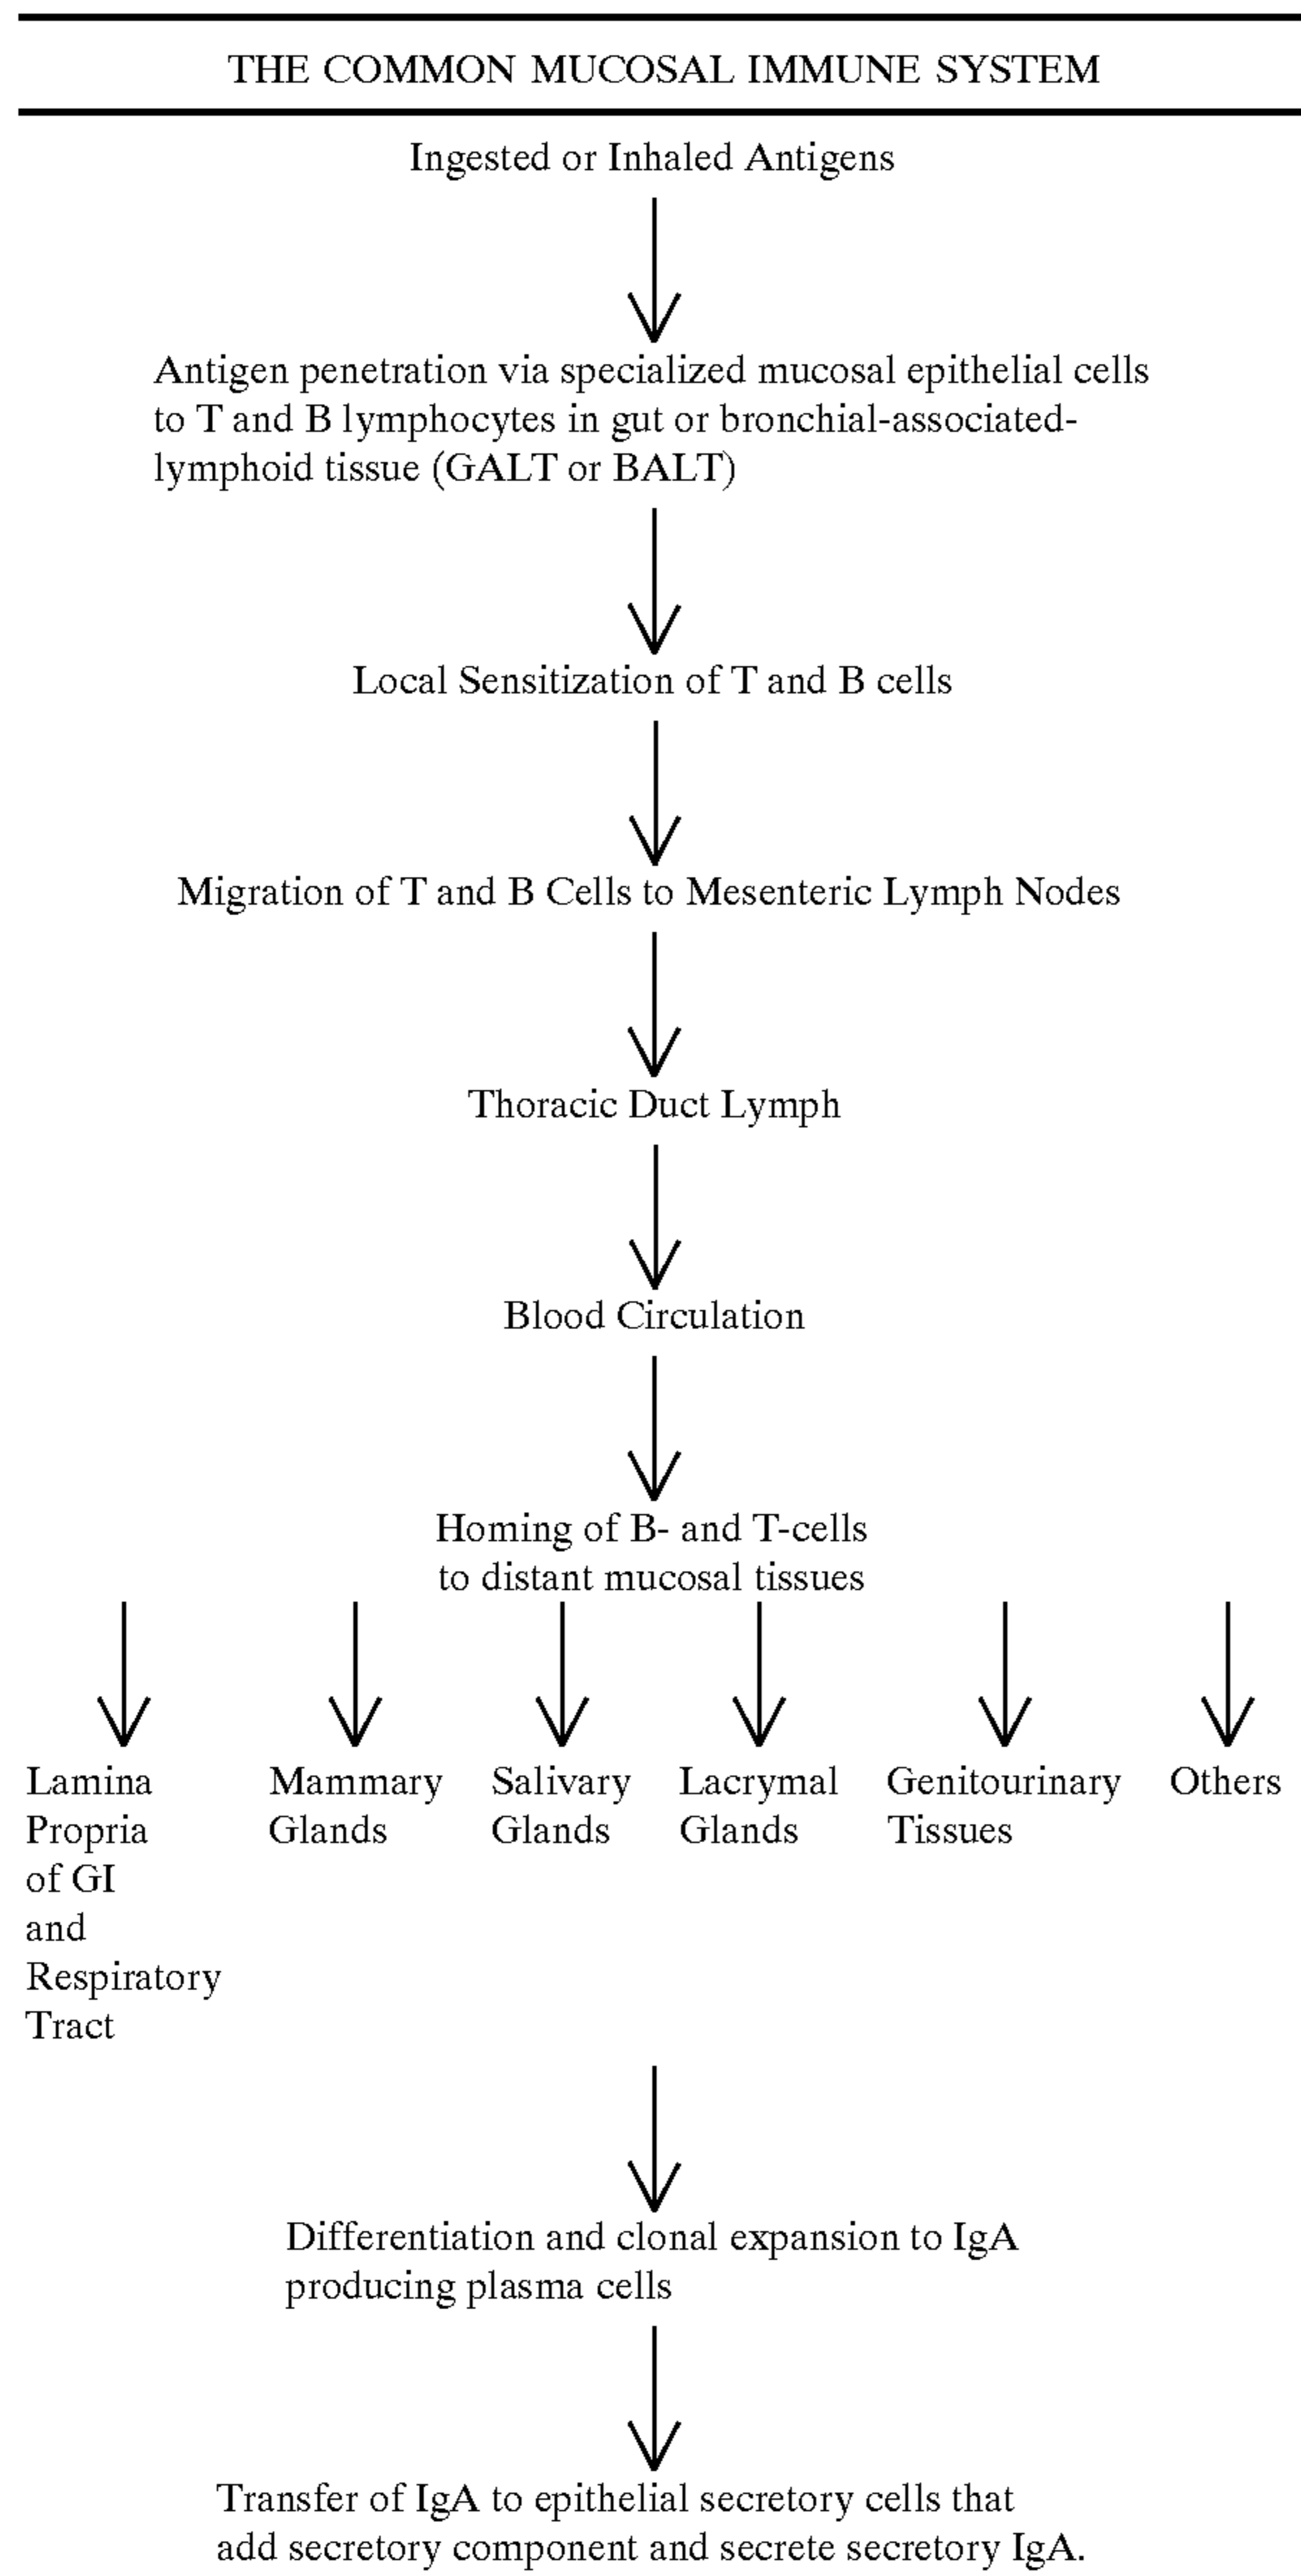 THE COMMON MUCOSAL IMMUNE SYSTEM
Ingested or Inhaled Antigens
Antigen penetration via specialized mucosal epithelial cells
to T and B lymphocytes in gut or bronchial-associated-
lymphoid tissue (GALT or BALT)
Local Sensitization of T and B cells
Migration of T and B Cells to Mesenteric Lymph Nodes
Thoracic Duct Lymph
Blood Circulation
Homing of B- and T-cells
to distant mucosal tissues
Lamina
Propria
of GI
and
Respiratory
Tract
Mammary
Glands
Salivary
Glands
Lacrymal
Glands
Genitourinary
Tissues
Others
Differentiation and clonal expansion to IgA
producing plasma cells
Transfer of IgA to epithelial secretory cells that
add secretory component and secrete secretory IgA.